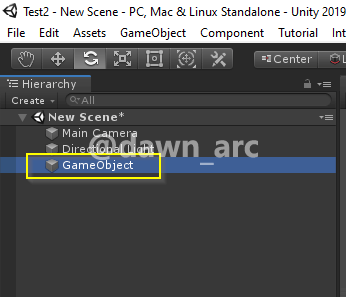 Test2 - New Scene - PC, Mac & Linux Standalone - Unity 2019
File Edit Assets GameObject Component Tutorial In
Center
Hierarchy
Create All
New Scene*
Main Camera
@dawn_arc
Directional Light
GameObject